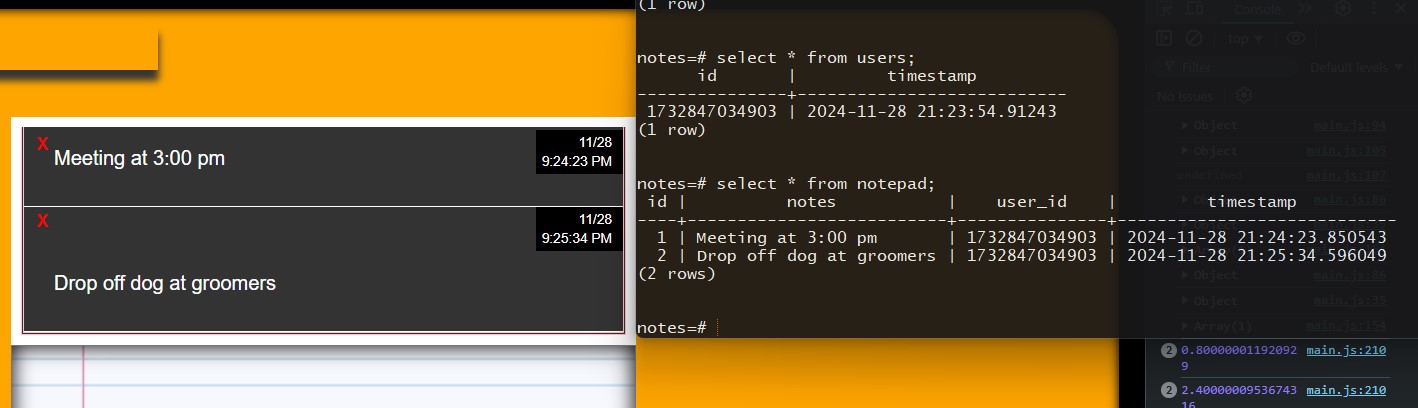 X
Meeting at 3:00 pm
11/28
9:24:23 PM
X
11/28
9:25:34 PM
Drop off dog at groomers
(1 row)
notes=# select * from users;
id | timestamp
---------------+----------------------------
1732847034903 | 2024-11-28 21:23:54.91243
(1 row)
notes=# select * from notepad;
id | notes | user_id | timestamp
----+--------------------------+---------------+----------------------------
1 | Meeting at 3:00 pm | 1732847034903 | 2024-11-28 21:24:23.850543
2 | Drop off dog at groomers | 1732847034903 | 2024-11-28 21:25:34.596049
(2 rows)
notes=#
Console
top
Filter Default levels
No Issues
Object main.js:94
Object main.js:105
undefined main.js:107
Object main.js:86
Object main.js:86
Object main.js:35
Array(1) main.js:154
2 0.80000001192092 main.js:210
9
2 2.40000009536743 main.js:210
16